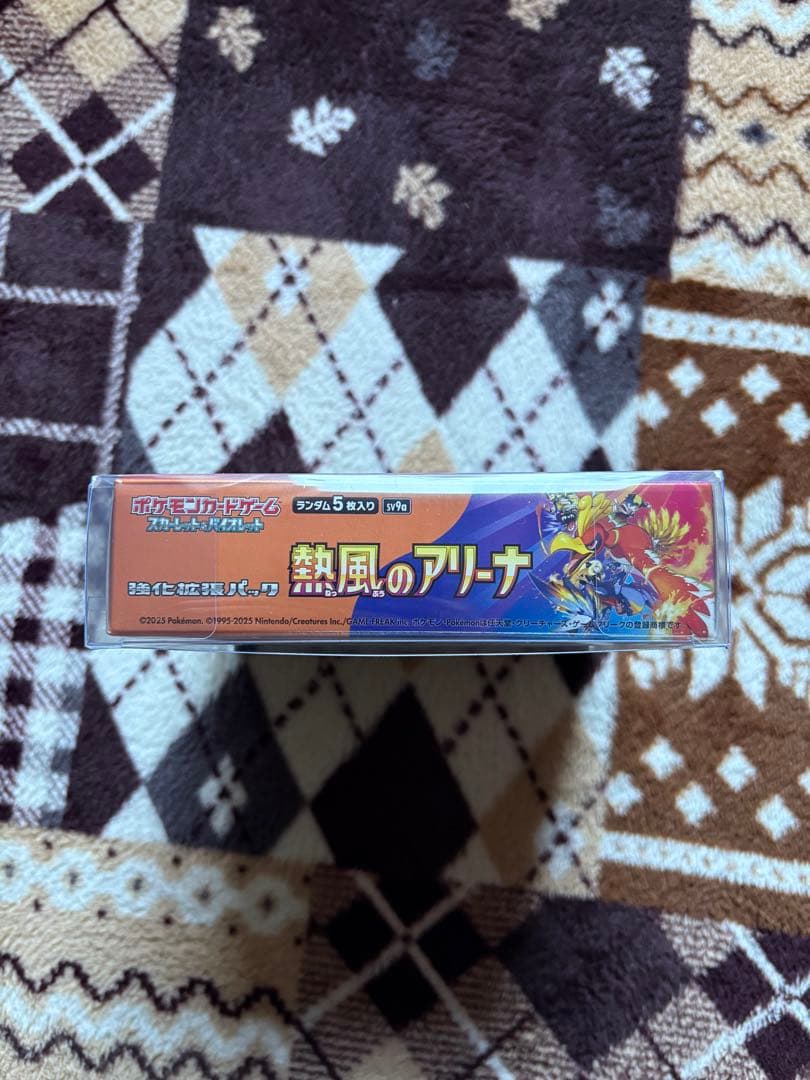 ポケモンカードゲーム
スカーレット&バイオレット
ランダム5枚入り sv9a
強化拡張パック
熱風のアリーナ
ねっ ぷう
©2025 Pokémon. ©1995-2025 Nintendo/Creatures Inc./GAME FREAK inc. ポケモン・Pokémonは任天堂・クリーチャーズ・ゲームフリークの登録商標です